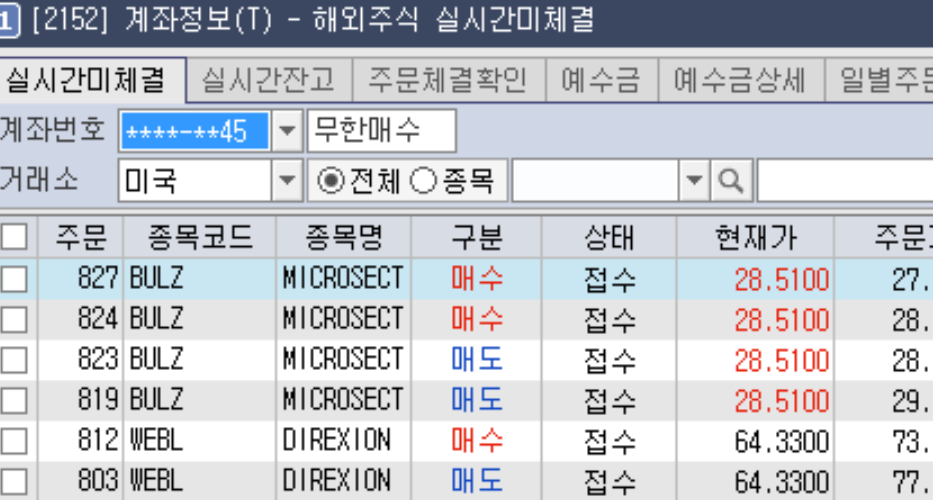 1 [2152] 계좌정보(T) - 해외주식 실시간미체결
실시간미체결 실시간잔고 주문체결확인 예수금 예수금상세 일별주문
계좌번호 ****-**45 무한매수
거래소 미국 전체 종목
주문 종목코드 종목명 구분 상태 현재가 주문
827 BULZ MICROSECT 매수 접수 28.5100 27.
824 BULZ MICROSECT 매수 접수 28.5100 28.
823 BULZ MICROSECT 매도 접수 28.5100 28.
819 BULZ MICROSECT 매도 접수 28.5100 29.
812 WEBL DIREXION 매수 접수 64.3300 73.
803 WEBL DIREXION 매도 접수 64.3300 77.